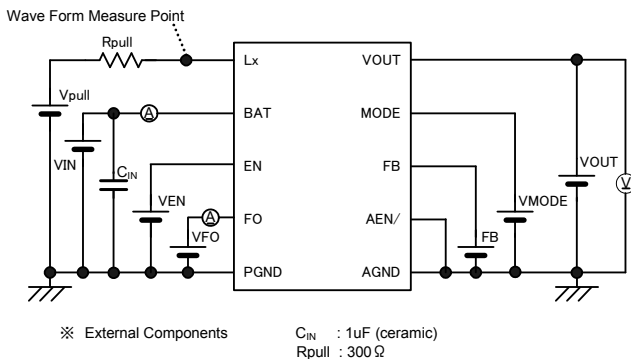 Wave Form Measure Point
Rpull
Lx
VOUT
Vpull
A
BAT
MODE
VIN
CIN
EN
FB
VOUT
V
VEN
A
FO
AEN/
VMODE
VFO
FB
PGND
AGND
※ External Components
CIN : 1uF (ceramic)
Rpull : 300Ω